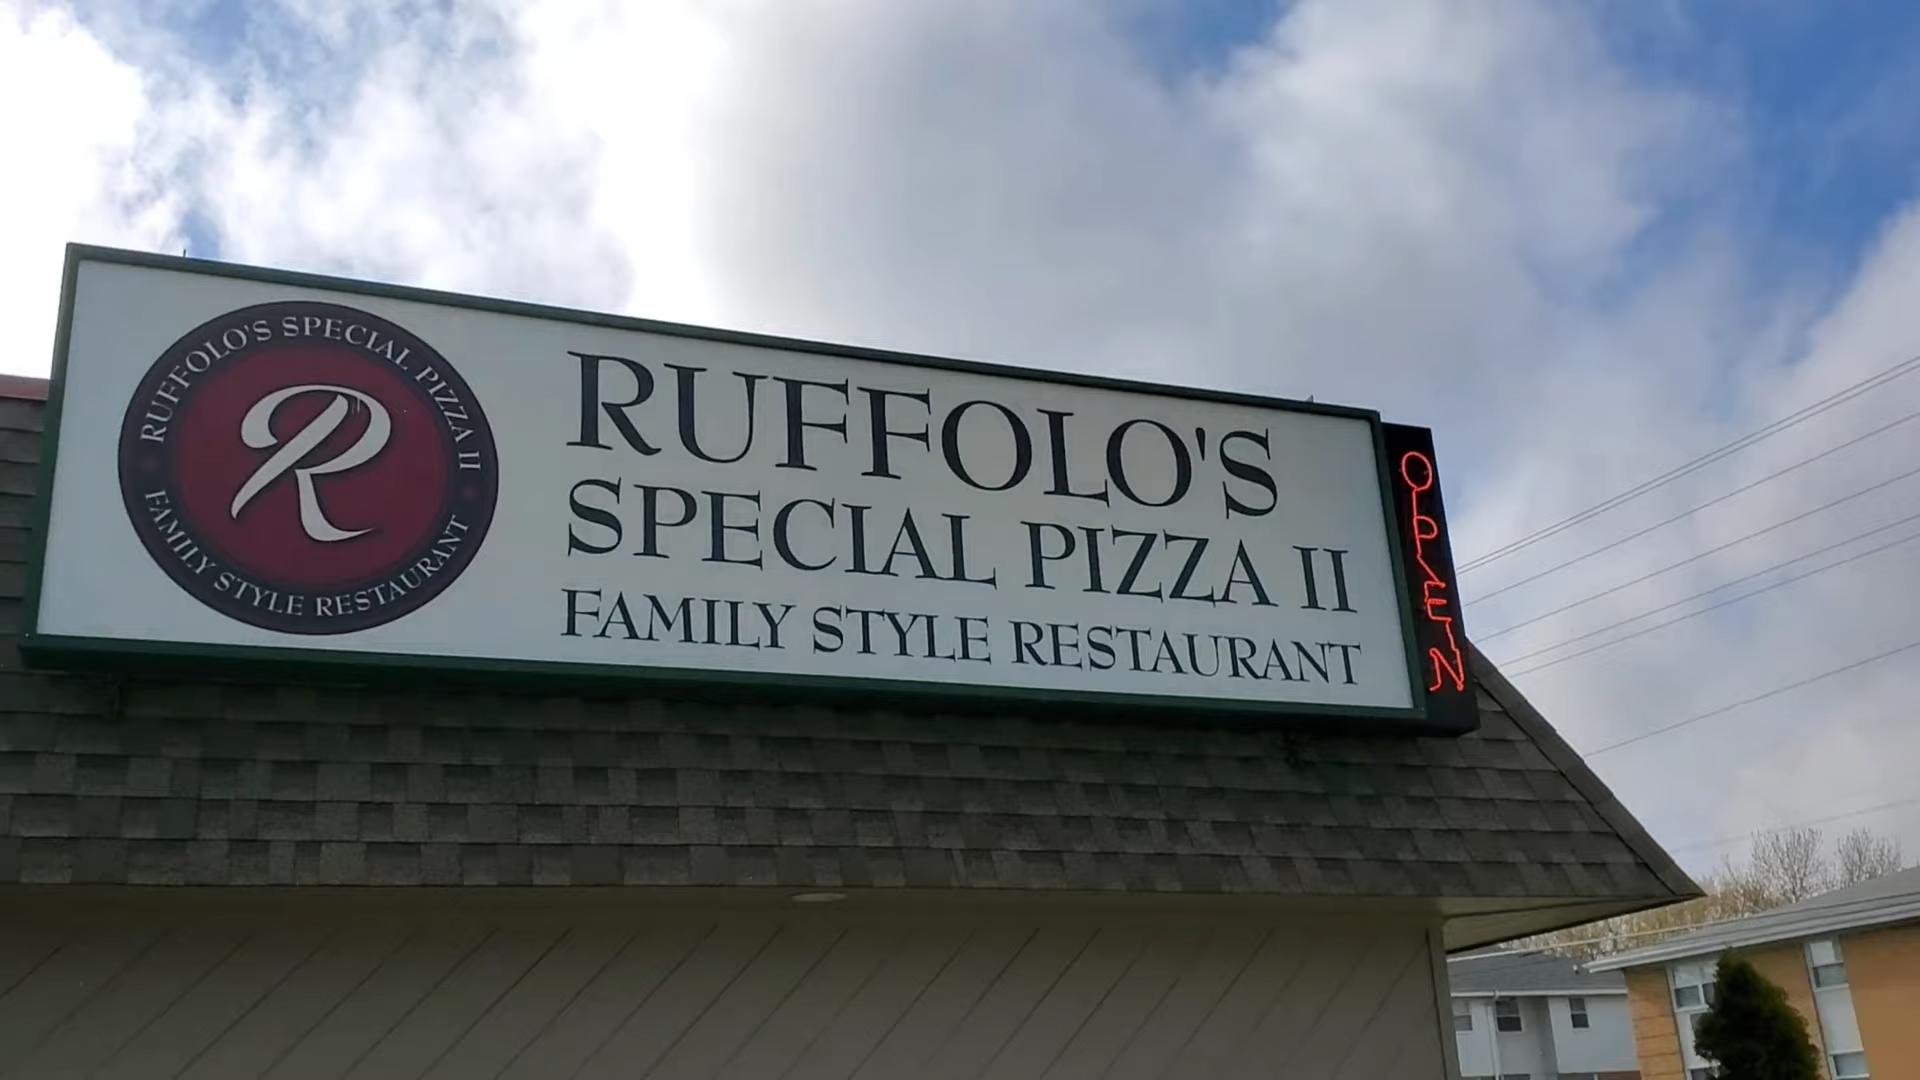 RUFFOLO'S SPECIAL PIZZA II
R
FAMILY STYLE RESTAURANT
RUFFOLO'S
SPECIAL PIZZA II
FAMILY STYLE RESTAURANT
OPEN